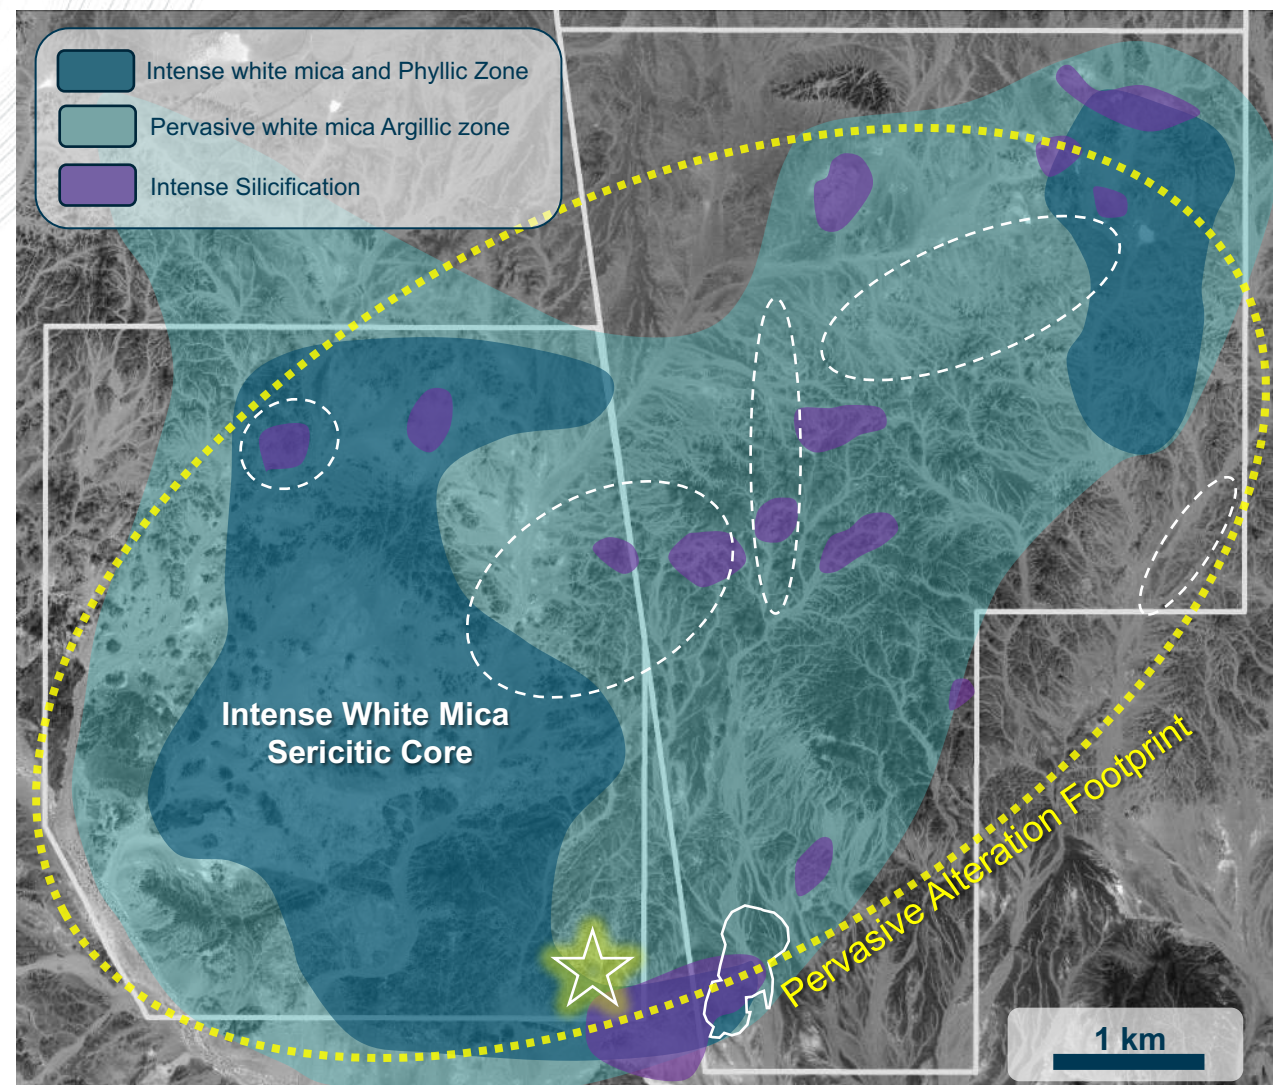 Intense white mica and Phyllic Zone
Pervasive white mica Argillic zone
Intense Silicification
Intense White Mica
Sericitic Core
Pervasive Alteration Footprint
1 km